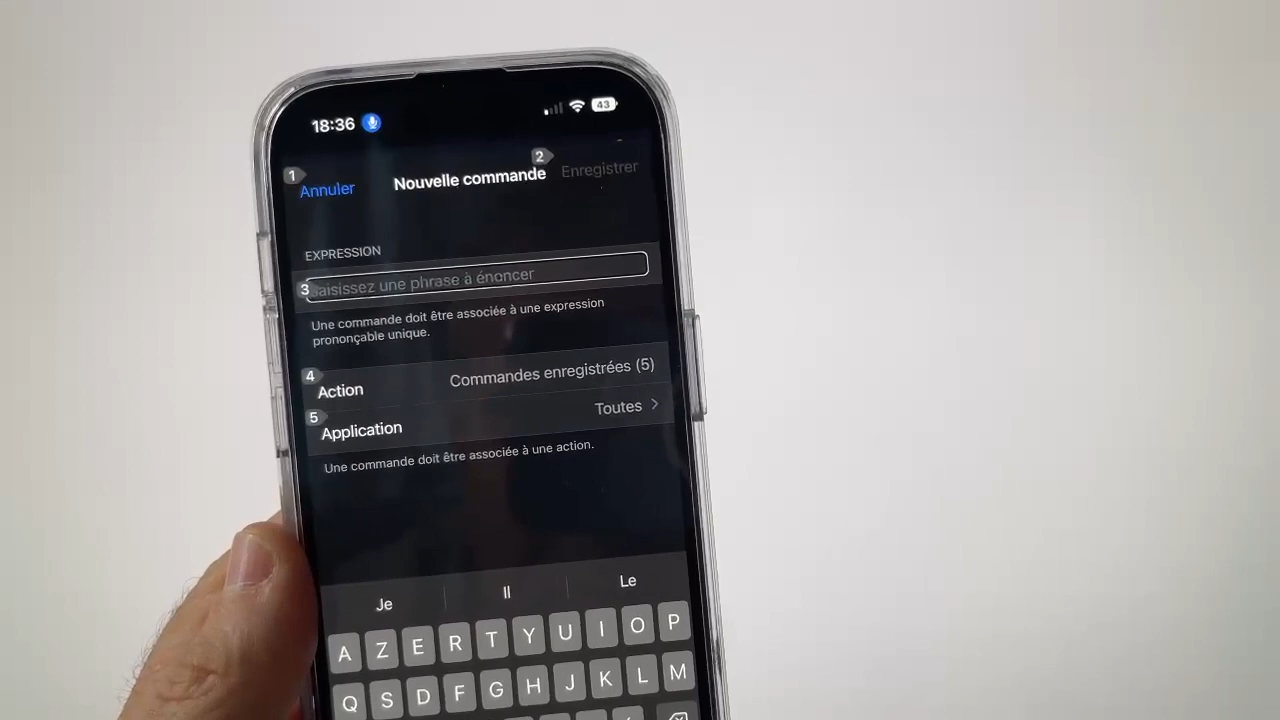 18:36
43
1
2
Annuler
Nouvelle commande
Enregistrer
EXPRESSION
3
saisissez une phrase à énoncer
Une commande doit être associée à une expression
prononçable unique.
4
Action
Commandes enregistrées (5)
5
Application
Toutes
Une commande doit être associée à une action.
Je
Il
Le
A Z E R T Y U I O P
Q S D F G H J K L M